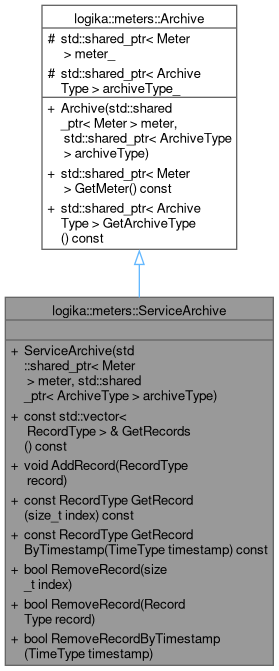 logika::meters::Archive
# std::shared_ptr< Meter
> meter_
# std::shared_ptr< Archive
Type > archiveType_
+ Archive(std::shared
_ptr< Meter > meter,
std::shared_ptr< ArchiveType
> archiveType)
+ std::shared_ptr< Meter
> GetMeter() const
+ std::shared_ptr< Archive
Type > GetArchiveType
() const
logika::meters::ServiceArchive
+ ServiceArchive(std
::shared_ptr< Meter
> meter, std::shared
_ptr< ArchiveType > archiveType)
+ const std::vector<
RecordType > & GetRecords
() const
+ void AddRecord(RecordType
record)
+ const RecordType GetRecord
(size_t index) const
+ const RecordType GetRecord
ByTimestamp(TimeType timestamp) const
+ bool RemoveRecord(size
_t index)
+ bool RemoveRecord(Record
Type record)
+ bool RemoveRecordByTimestamp
(TimeType timestamp)